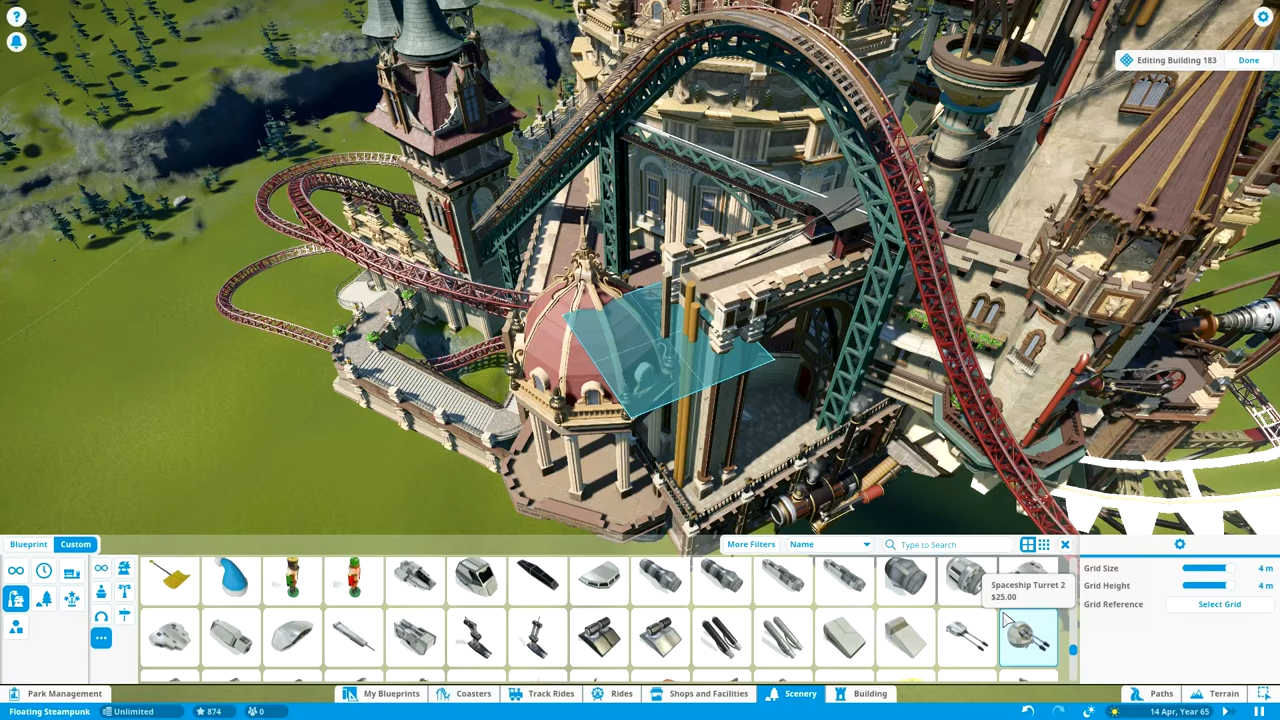 ?
Editing Building 183 Done
Blueprint Custom
More Filters Name Type to Search
Spaceship Turret 2
$25.00
Grid Size 4 m
Grid Height 4 m
Grid Reference Select Grid
Park Management My Blueprints Coasters Track Rides Rides Shops and Facilities Scenery Building Paths Terrain
Floating Steampunk Unlimited 874 0 14 Apr, Year 65